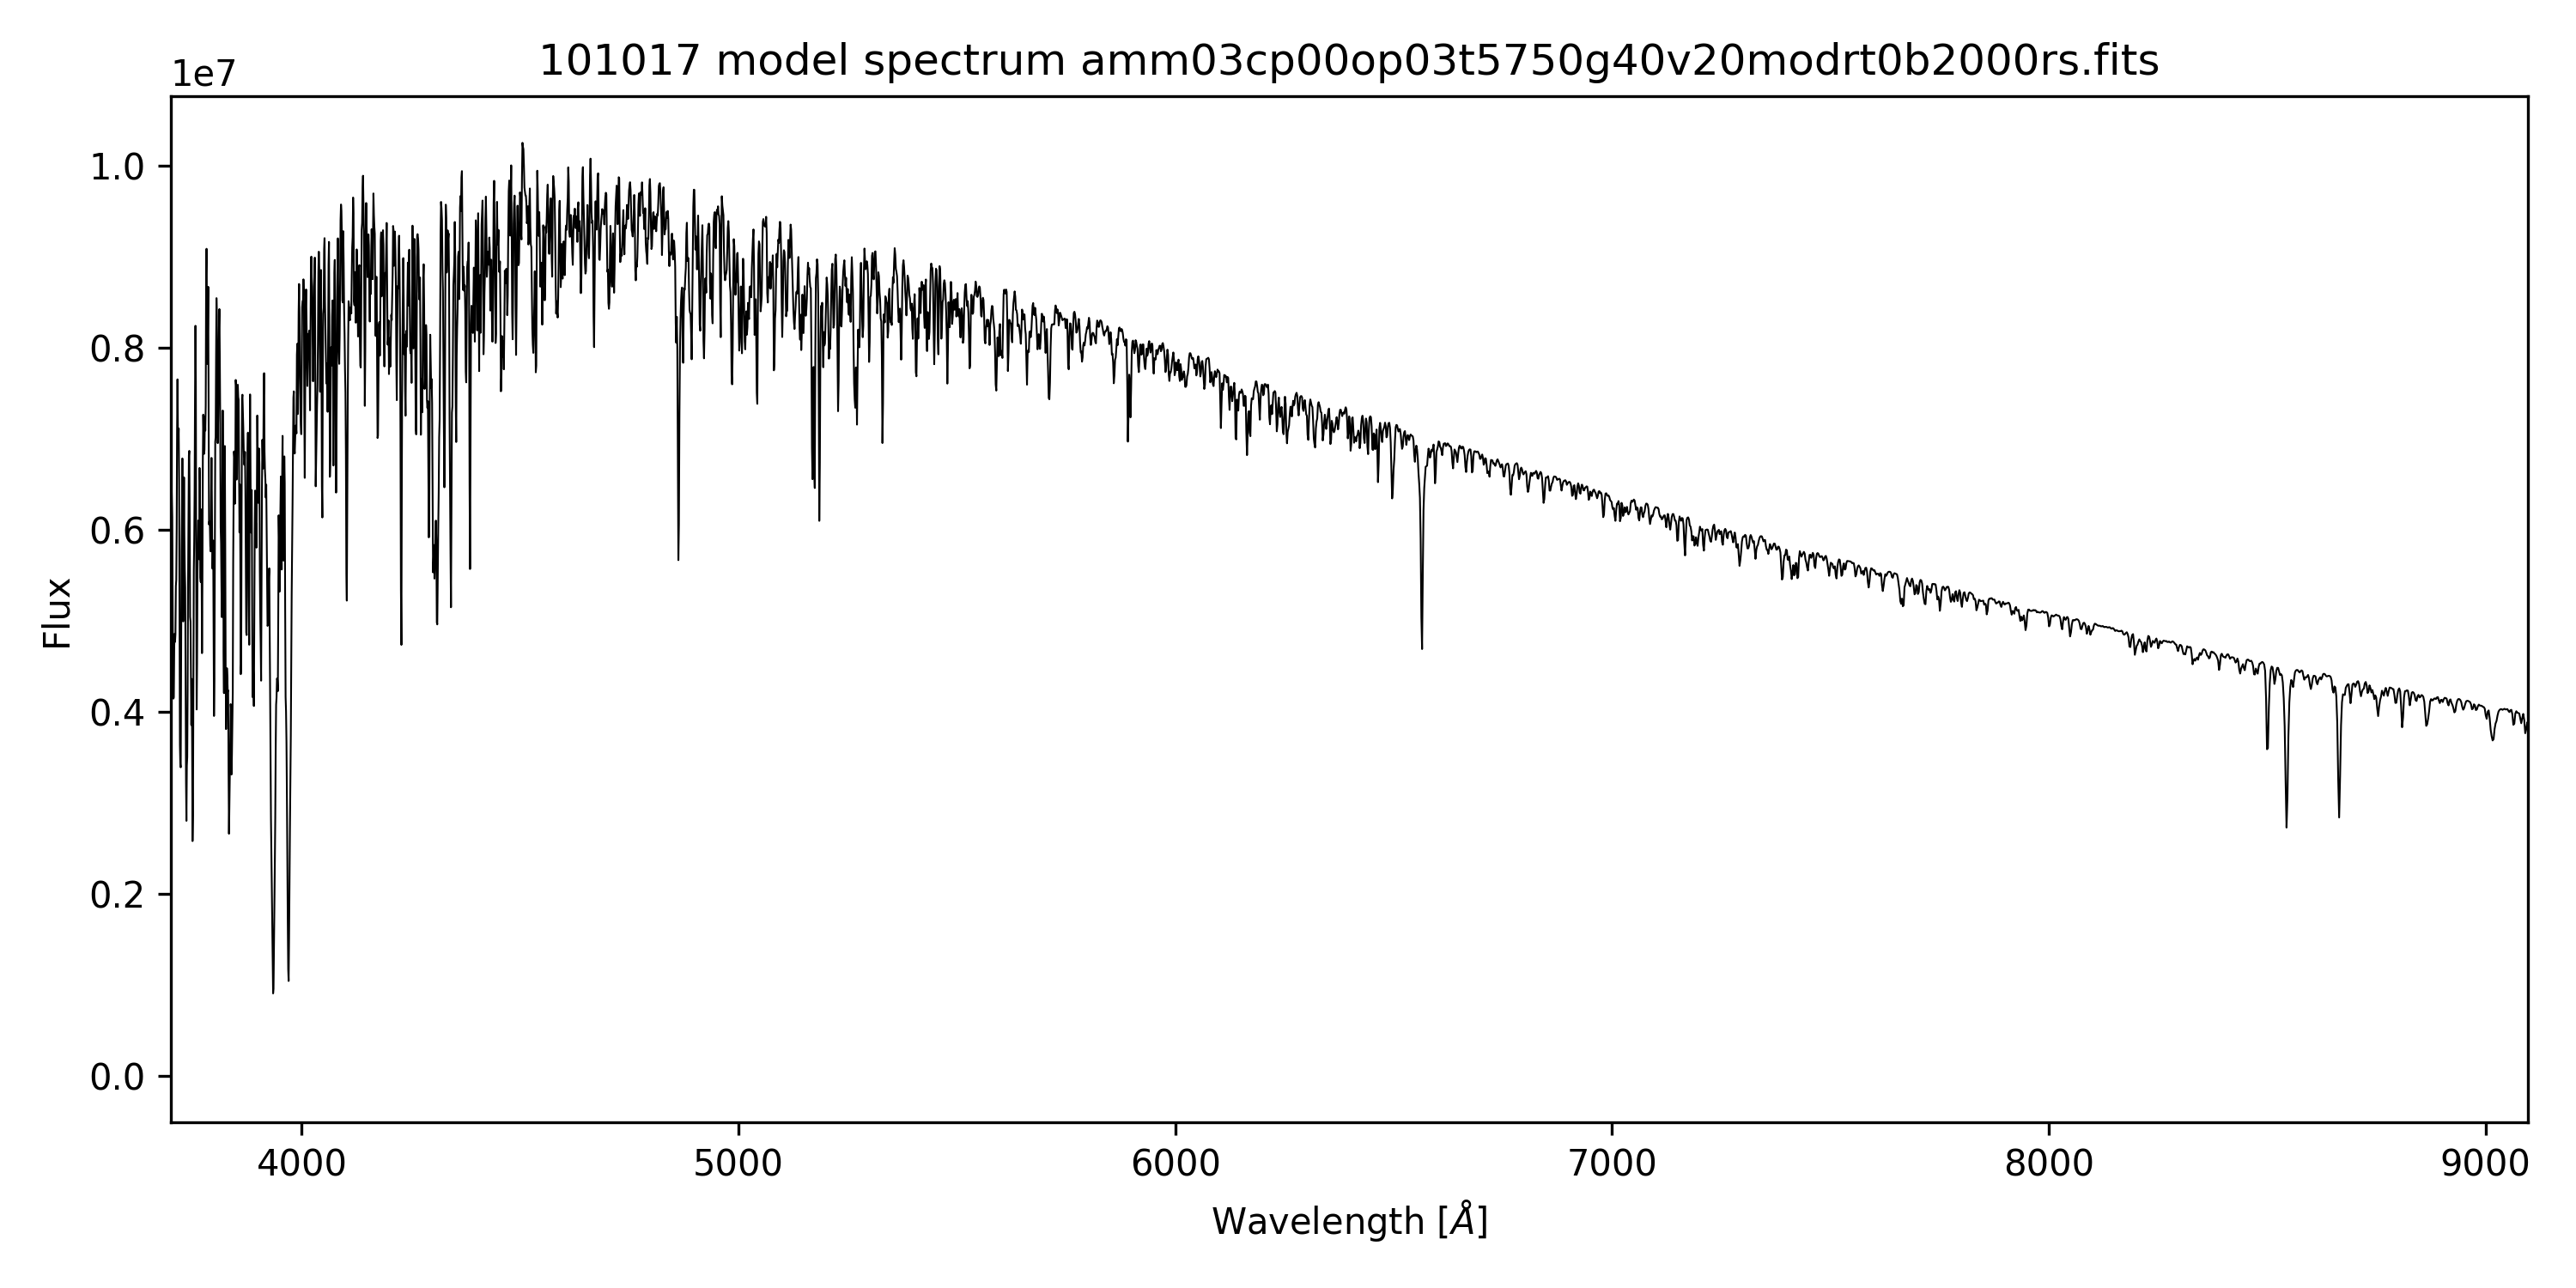 101017 model spectrum amm03cp00op03t5750g40v20modrt0b2000rs.fits
1e7
1.0
0.8
0.6
0.4
0.2
0.0
Flux
4000 5000 6000 7000 8000 9000
Wavelength [Å]